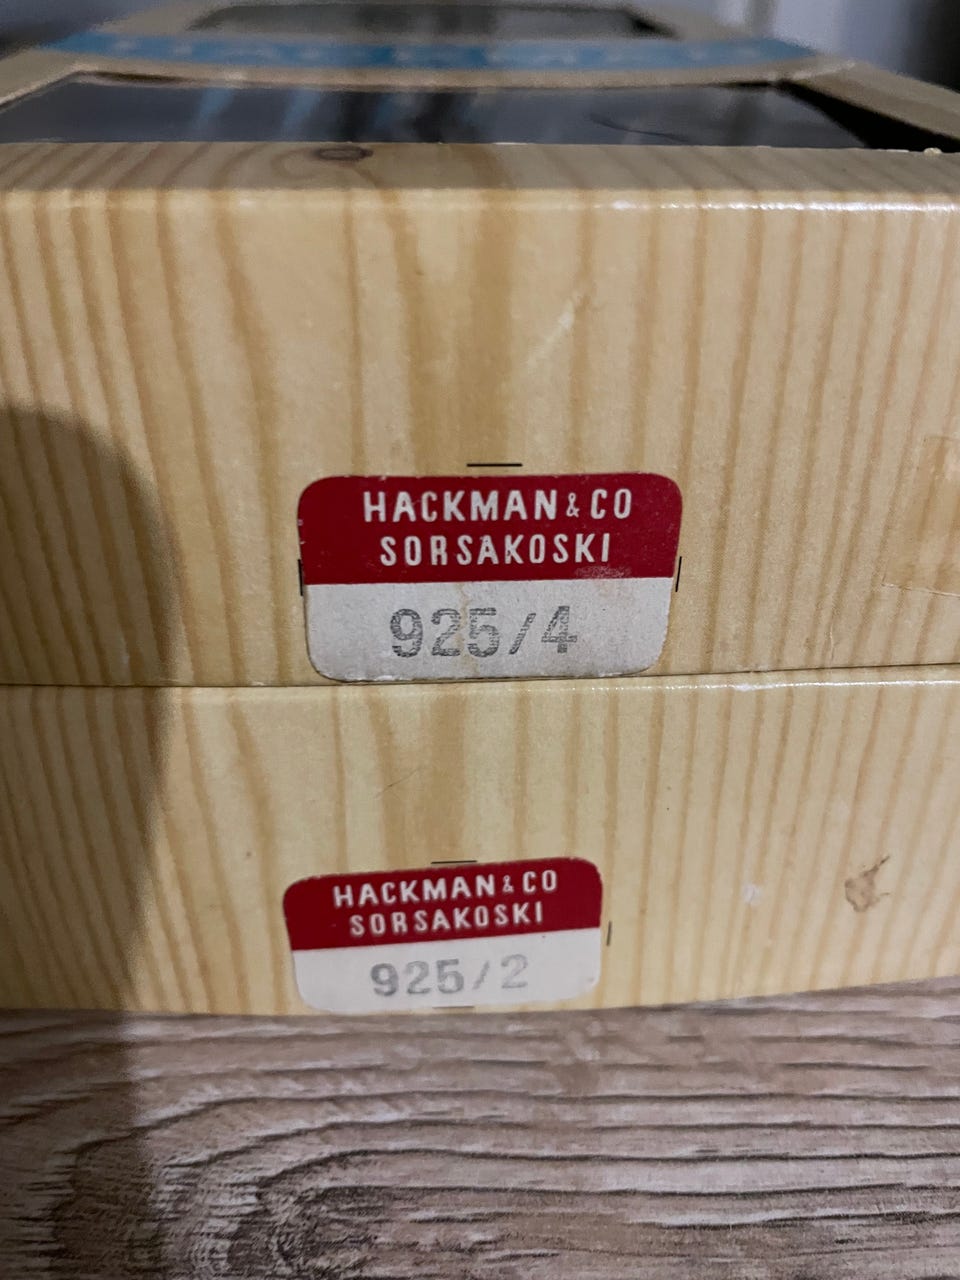 HACKMAN & CO
SORSAKOSKI
925/4
HACKMAN & CO
SORSAKOSKI
925/2